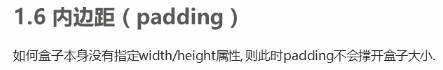 1.6 内边距（padding）
如何盒子本身没有指定width/height属性, 则此时padding不会撑开盒子大小.